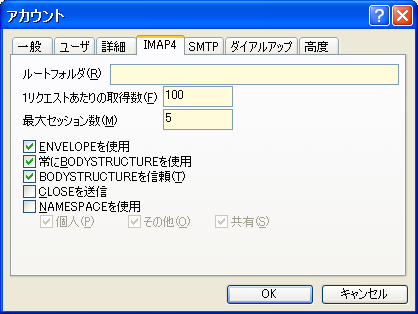 アカウント
一般 ユーザ 詳細 IMAP4 SMTP ダイアルアップ 高度
ルートフォルダ(R)
1リクエストあたりの取得数(F) 100
最大セッション数(M) 5
ENVELOPEを使用
常にBODYSTRUCTUREを使用
BODYSTRUCTUREを信頼(T)
CLOSEを送信
NAMESPACEを使用
個人(P) その他(O) 共有(S)
OK キャンセル